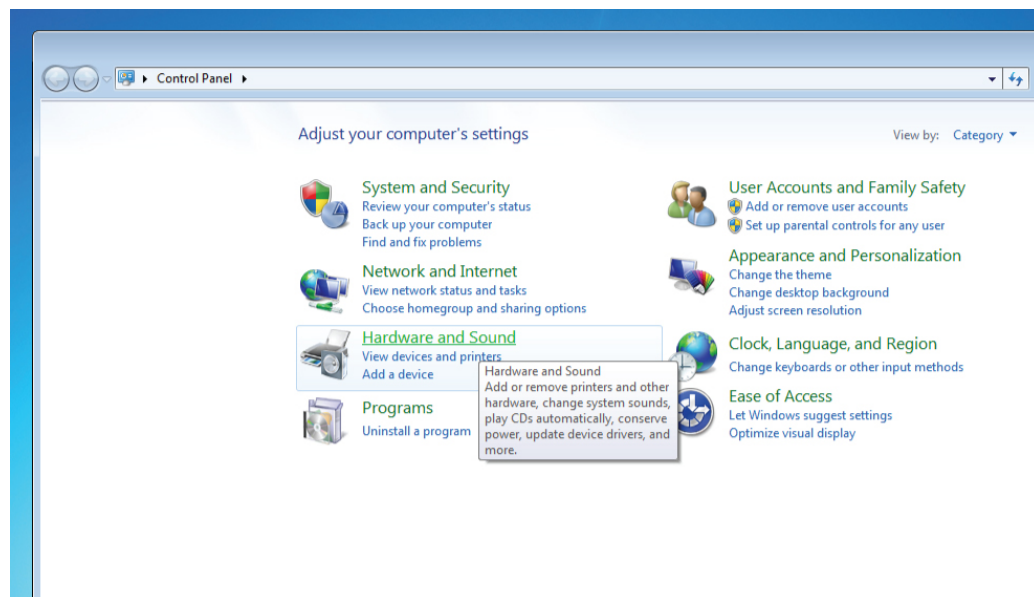 Control Panel
Adjust your computer's settings
View by: Category
System and Security
Review your computer's status
Back up your computer
Find and fix problems
Network and Internet
View network status and tasks
Choose homegroup and sharing options
Hardware and Sound
View devices and printers
Add a device
Hardware and Sound
Add or remove printers and other
hardware, change system sounds,
play CDs automatically, conserve
power, update device drivers, and
more.
Programs
Uninstall a program
User Accounts and Family Safety
Add or remove user accounts
Set up parental controls for any user
Appearance and Personalization
Change the theme
Change desktop background
Adjust screen resolution
Clock, Language, and Region
Change keyboards or other input methods
Ease of Access
Let Windows suggest settings
Optimize visual display